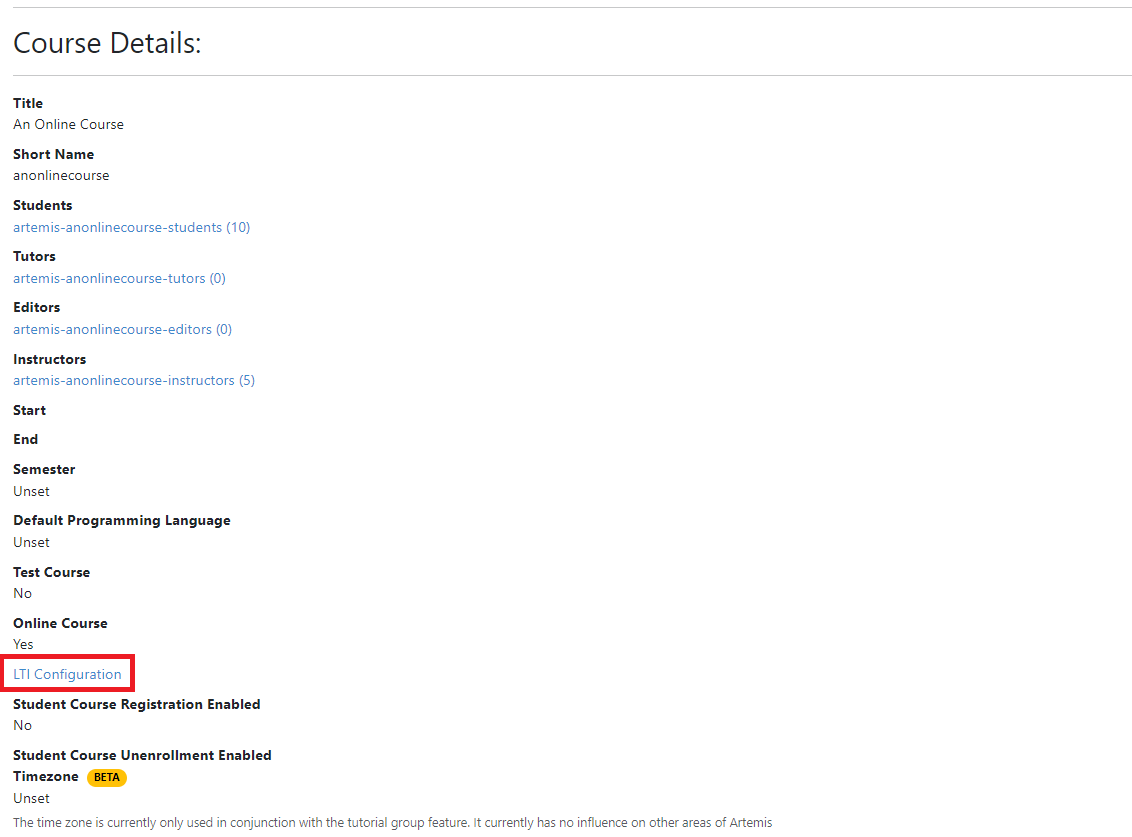 Course Details:
Title
An Online Course
Short Name
anonlinecourse
Students
artemis-anonlinecourse-students (10)
Tutors
artemis-anonlinecourse-tutors (0)
Editors
artemis-anonlinecourse-editors (0)
Instructors
artemis-anonlinecourse-instructors (5)
Start
End
Semester
Unset
Default Programming Language
Unset
Test Course
No
Online Course
Yes
LTI Configuration
Student Course Registration Enabled
No
Student Course Unenrollment Enabled
Timezone BETA
Unset
The time zone is currently only used in conjunction with the tutorial group feature. It currently has no influence on other areas of Artemis